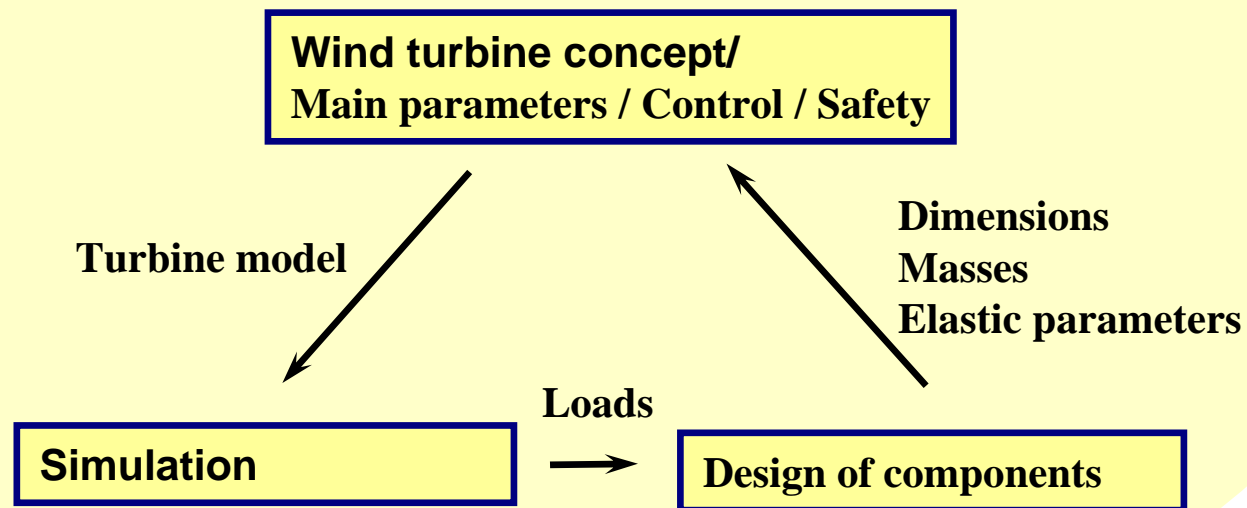 Wind turbine concept/
Main parameters / Control / Safety
Turbine model
Dimensions
Masses
Elastic parameters
Loads
Simulation
Design of components